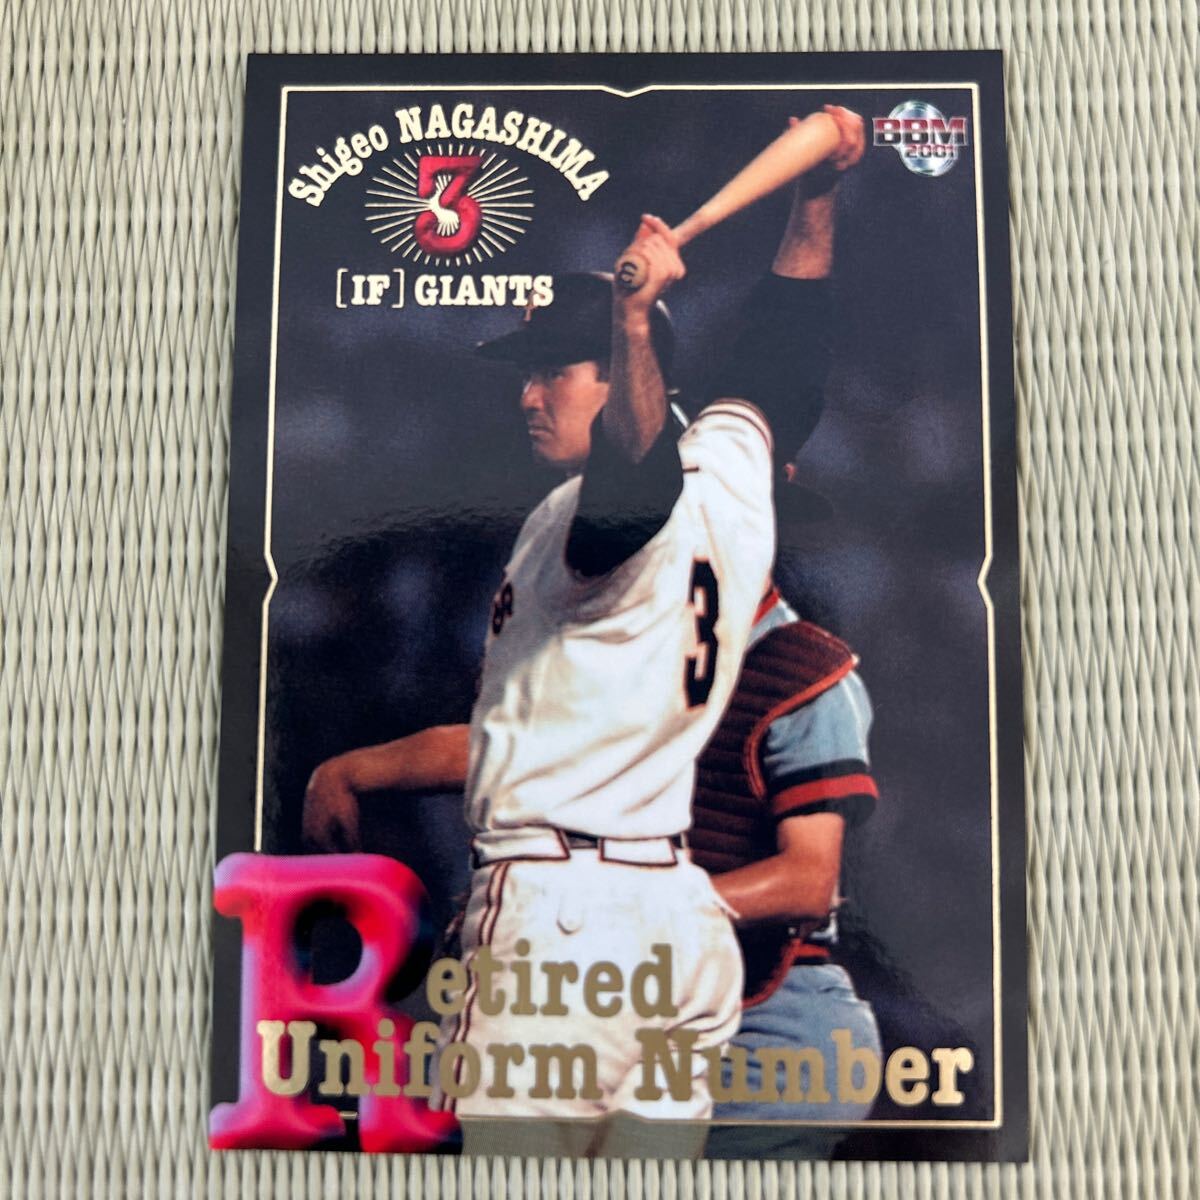 Shigeo NAGASHIMA
3
[IF] GIANTS
BBM
2001
3
Retired
Uniform Number